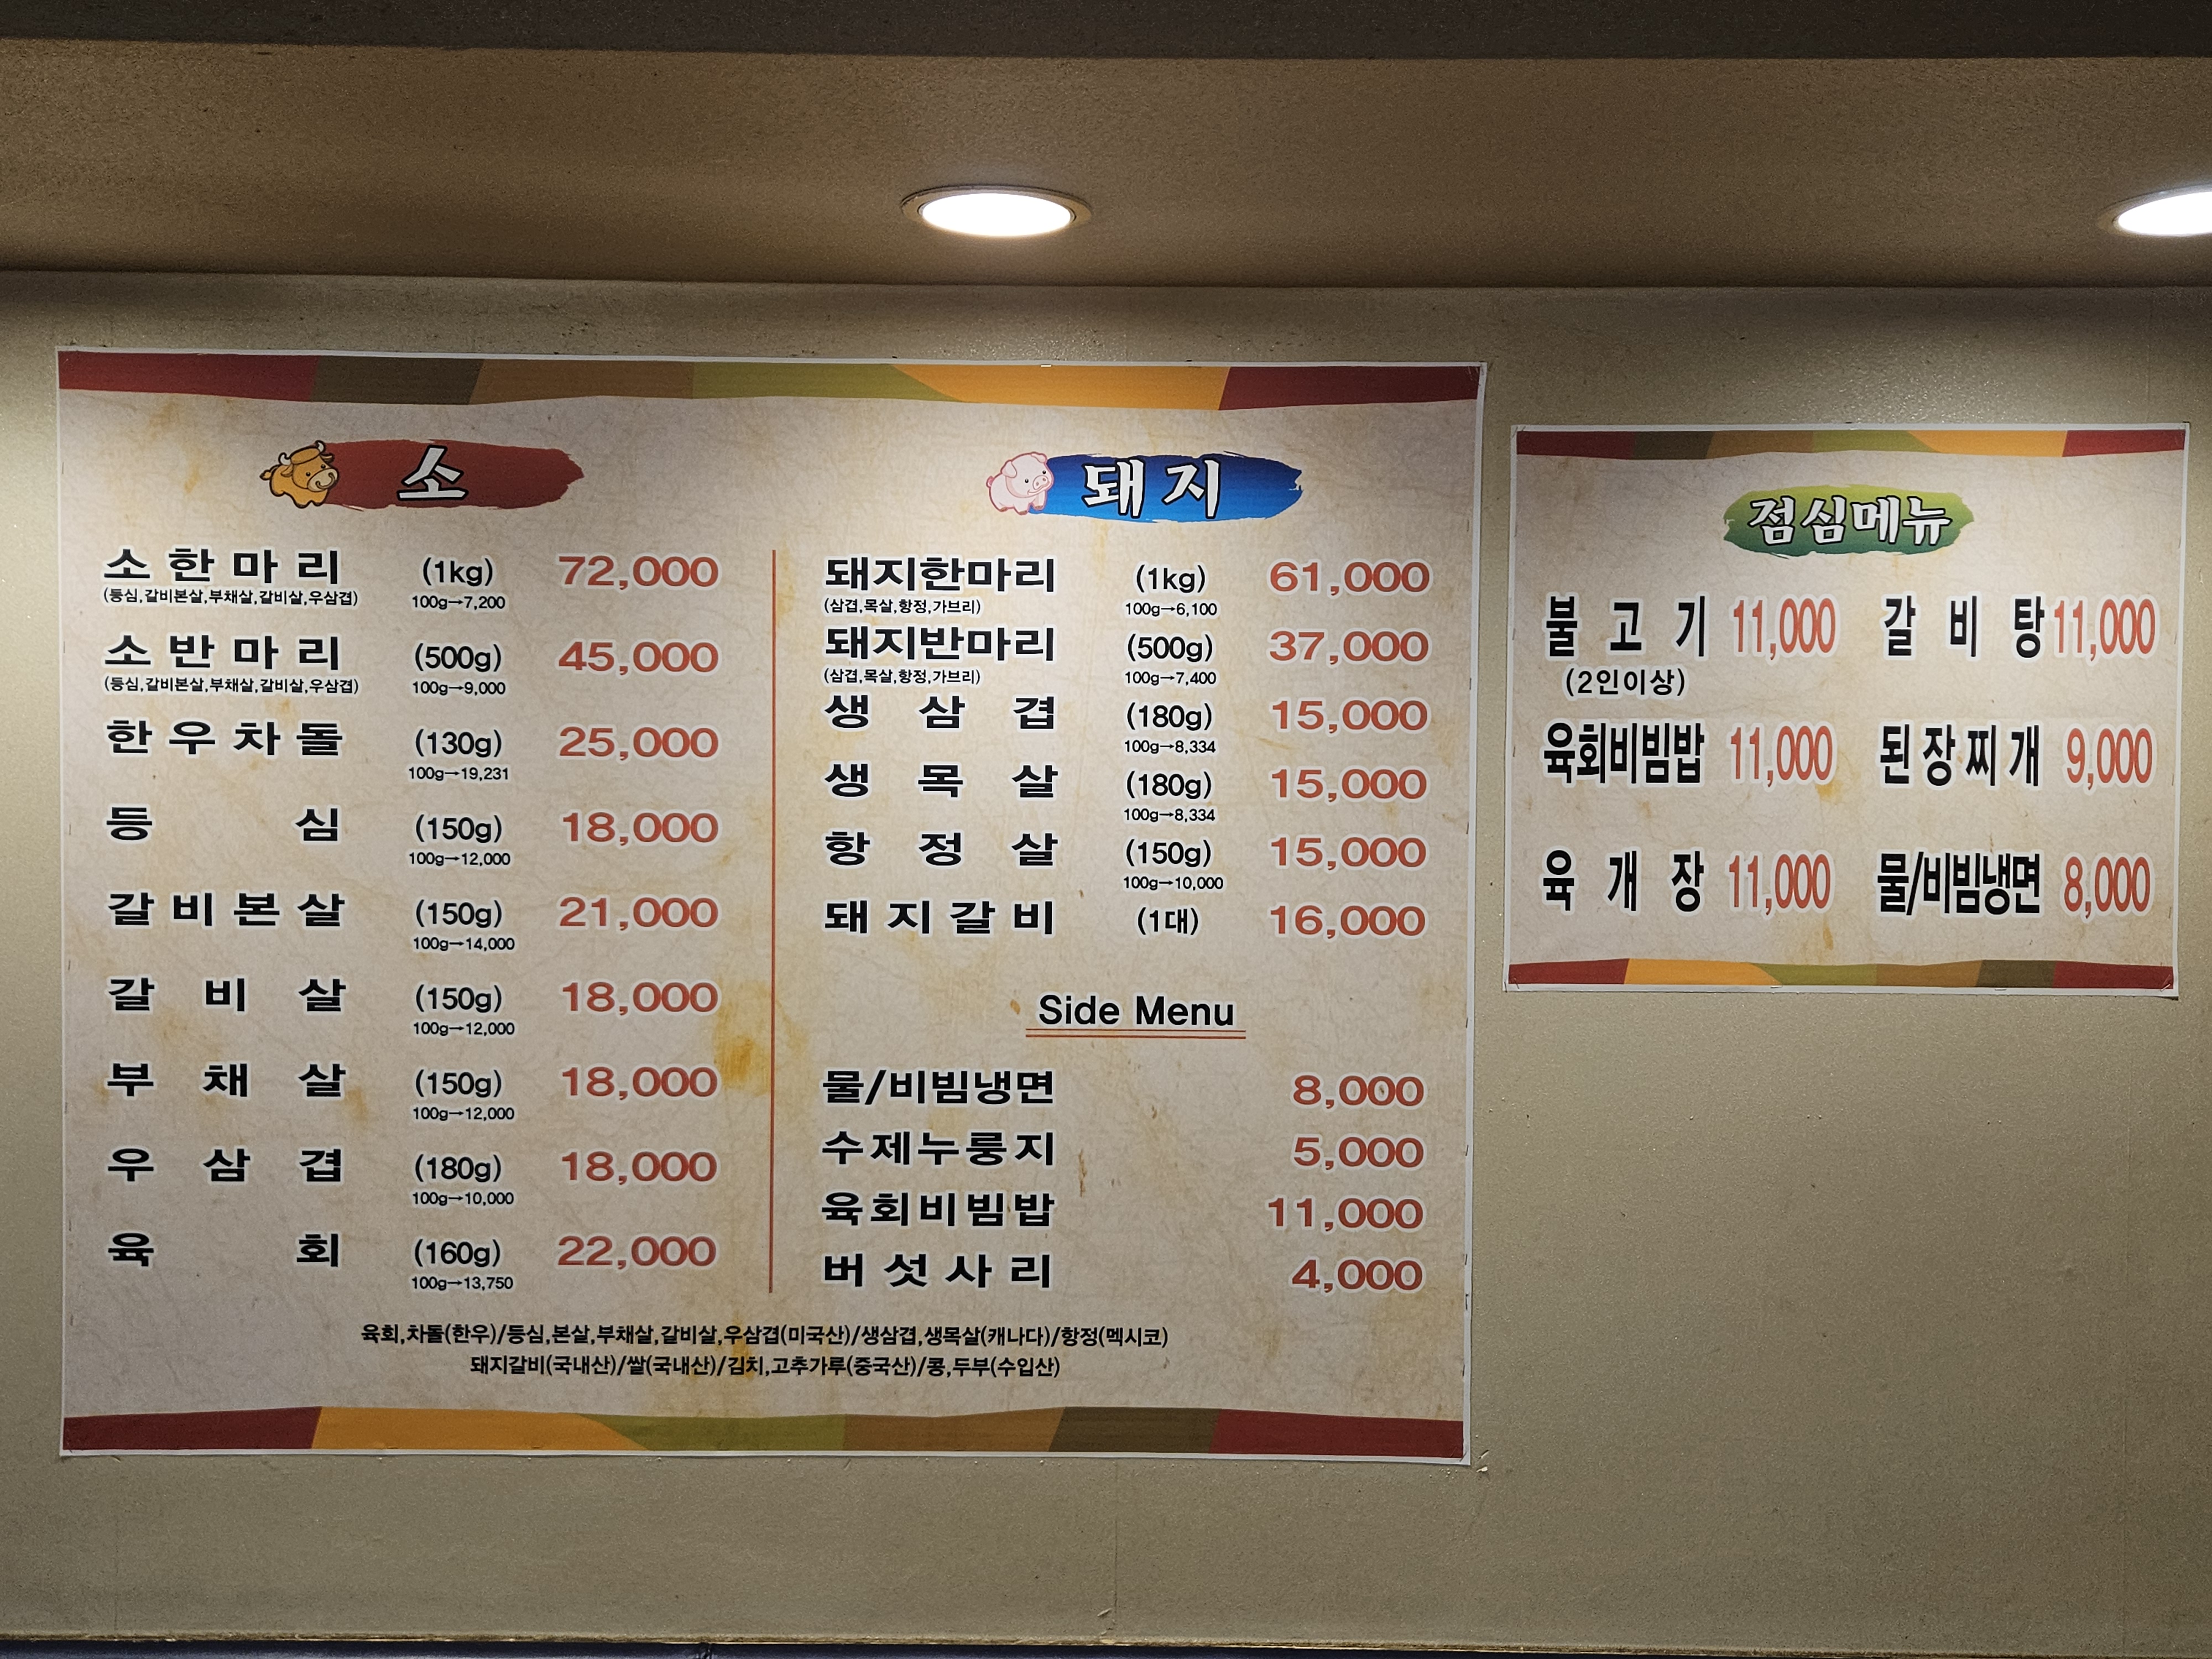 소
소한마리 (1kg) 72,000
(등심,갈비본살,부채살,갈비살,우삼겹) 100g→7,200
소반마리 (500g) 45,000
(등심,갈비본살,부채살,갈비살,우삼겹) 100g→9,000
한우차돌 (130g) 25,000
100g→19,231
등심 (150g) 18,000
100g→12,000
갈비본살 (150g) 21,000
100g→14,000
갈비살 (150g) 18,000
100g→12,000
부채살 (150g) 18,000
100g→12,000
우삼겹 (180g) 18,000
100g→10,000
육회 (160g) 22,000
100g→13,750
돼지
돼지한마리 (1kg) 61,000
(삼겹,목살,항정,가브리) 100g→6,100
돼지반마리 (500g) 37,000
(삼겹,목살,항정,가브리) 100g→7,400
생삼겹 (180g) 15,000
100g→8,334
생목살 (180g) 15,000
100g→8,334
항정살 (150g) 15,000
100g→10,000
돼지갈비 (1대) 16,000
Side Menu
물/비빔냉면 8,000
수제누룽지 5,000
육회비빔밥 11,000
버섯사리 4,000
육회,차돌(한우)/등심,본살,부채살,갈비살,우삼겹(미국산)/생삼겹,생목살(캐나다)/항정(멕시코)
돼지갈비(국내산)/쌀(국내산)/김치,고추가루(중국산)/콩,두부(수입산)
점심메뉴
불고기 11,000 갈비탕 11,000
(2인이상)
육회비빔밥 11,000 된장찌개 9,000
육개장 11,000 물/비빔냉면 8,000